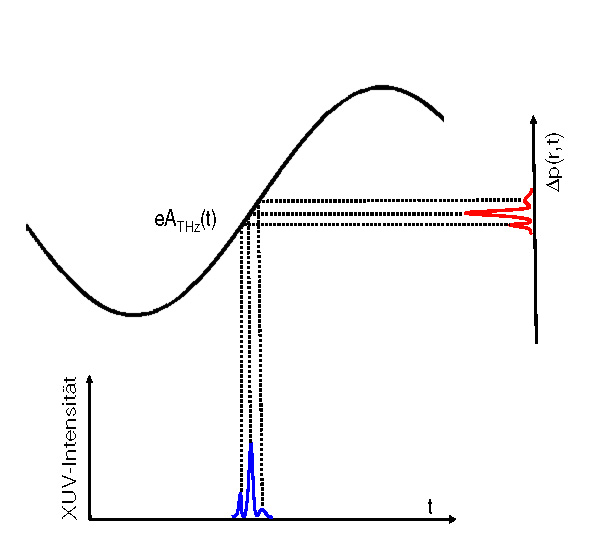 Δp(r,t)
eA_THz(t)
XUV-Intensität
t